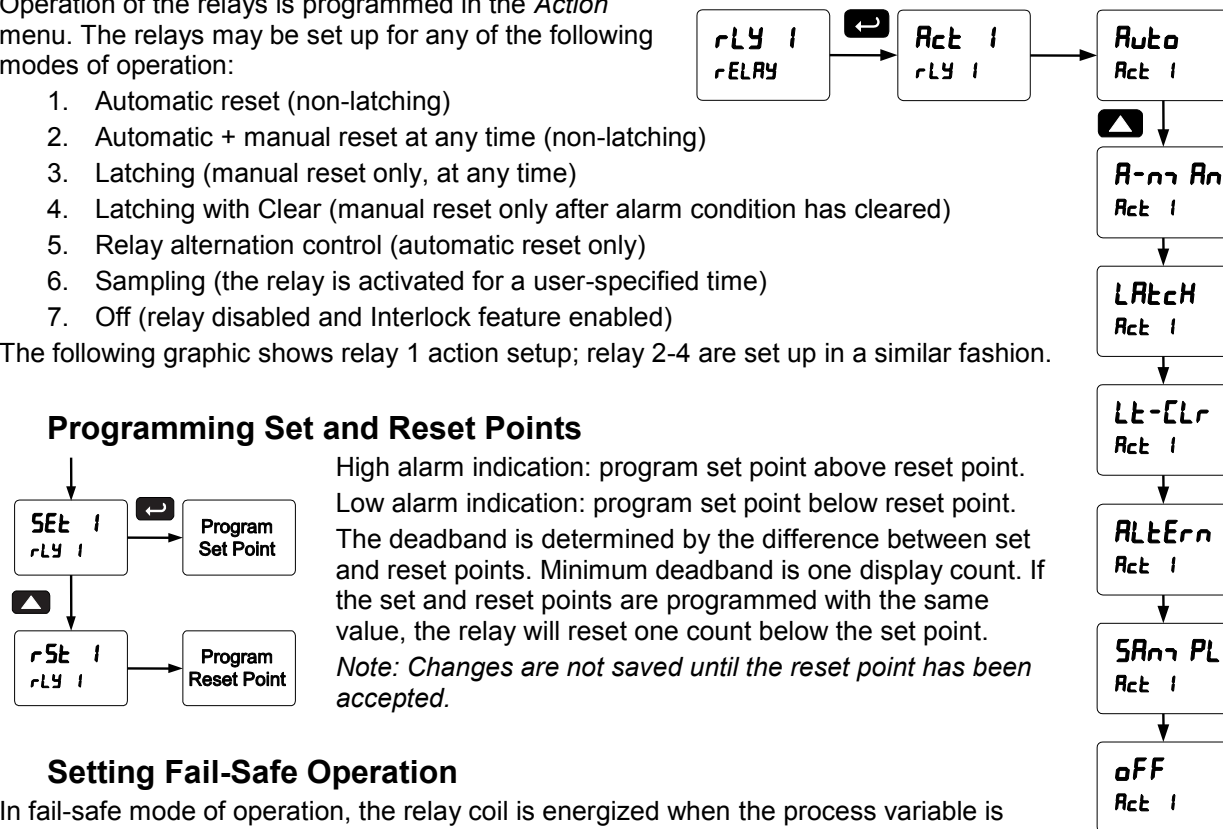 Operation of the relays is programmed in the Action
menu. The relays may be set up for any of the following
modes of operation:
1. Automatic reset (non-latching)
2. Automatic + manual reset at any time (non-latching)
3. Latching (manual reset only, at any time)
4. Latching with Clear (manual reset only after alarm condition has cleared)
5. Relay alternation control (automatic reset only)
6. Sampling (the relay is activated for a user-specified time)
7. Off (relay disabled and Interlock feature enabled)
The following graphic shows relay 1 action setup; relay 2-4 are set up in a similar fashion.
rLY 1
rELAY
Act 1
rLY 1
Auto
Act 1
A-mAn
Act 1
LAtcH
Act 1
Lt-CLr
Act 1
ALtErn
Act 1
SAmPL
Act 1
oFF
Act 1
Programming Set and Reset Points
SEt 1
rLY 1
Program
Set Point
rSt 1
rLY 1
Program
Reset Point
High alarm indication: program set point above reset point.
Low alarm indication: program set point below reset point.
The deadband is determined by the difference between set
and reset points. Minimum deadband is one display count. If
the set and reset points are programmed with the same
value, the relay will reset one count below the set point.
Note: Changes are not saved until the reset point has been
accepted.
Setting Fail-Safe Operation
In fail-safe mode of operation, the relay coil is energized when the process variable is